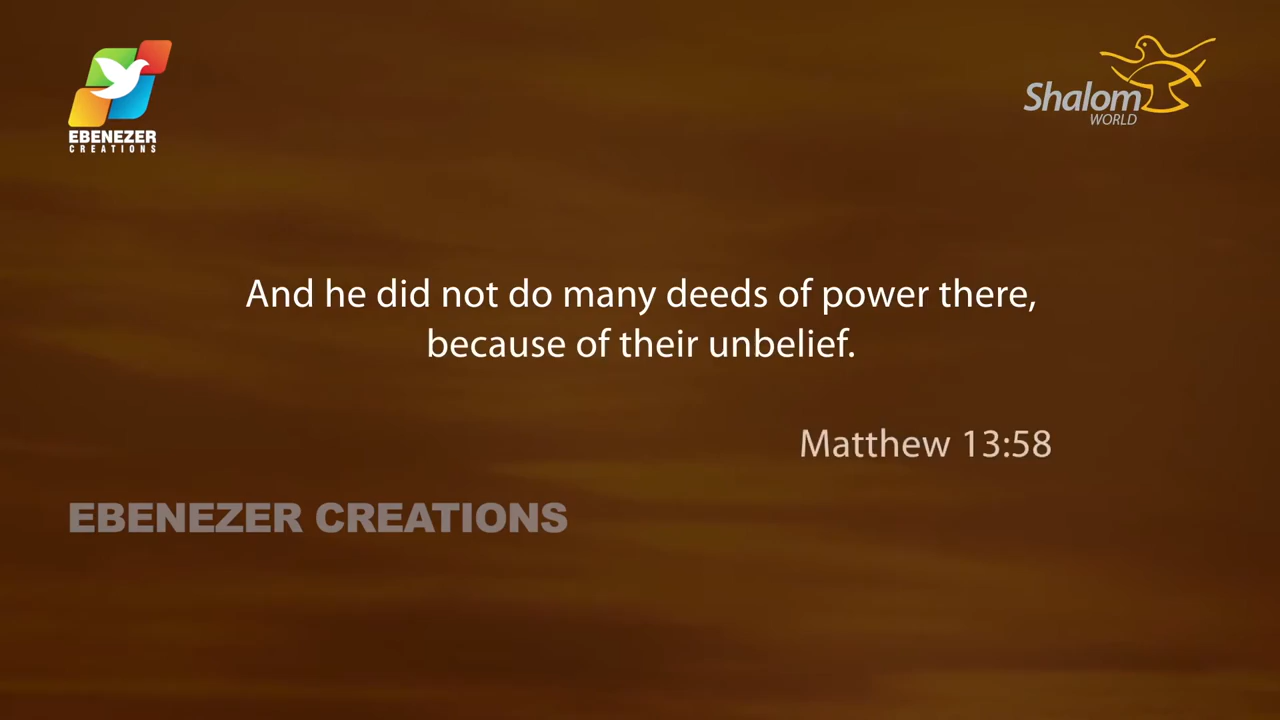 EBENEZER
CREATIONS
Shalom
WORLD
And he did not do many deeds of power there,
because of their unbelief.
Matthew 13:58
EBENEZER CREATIONS